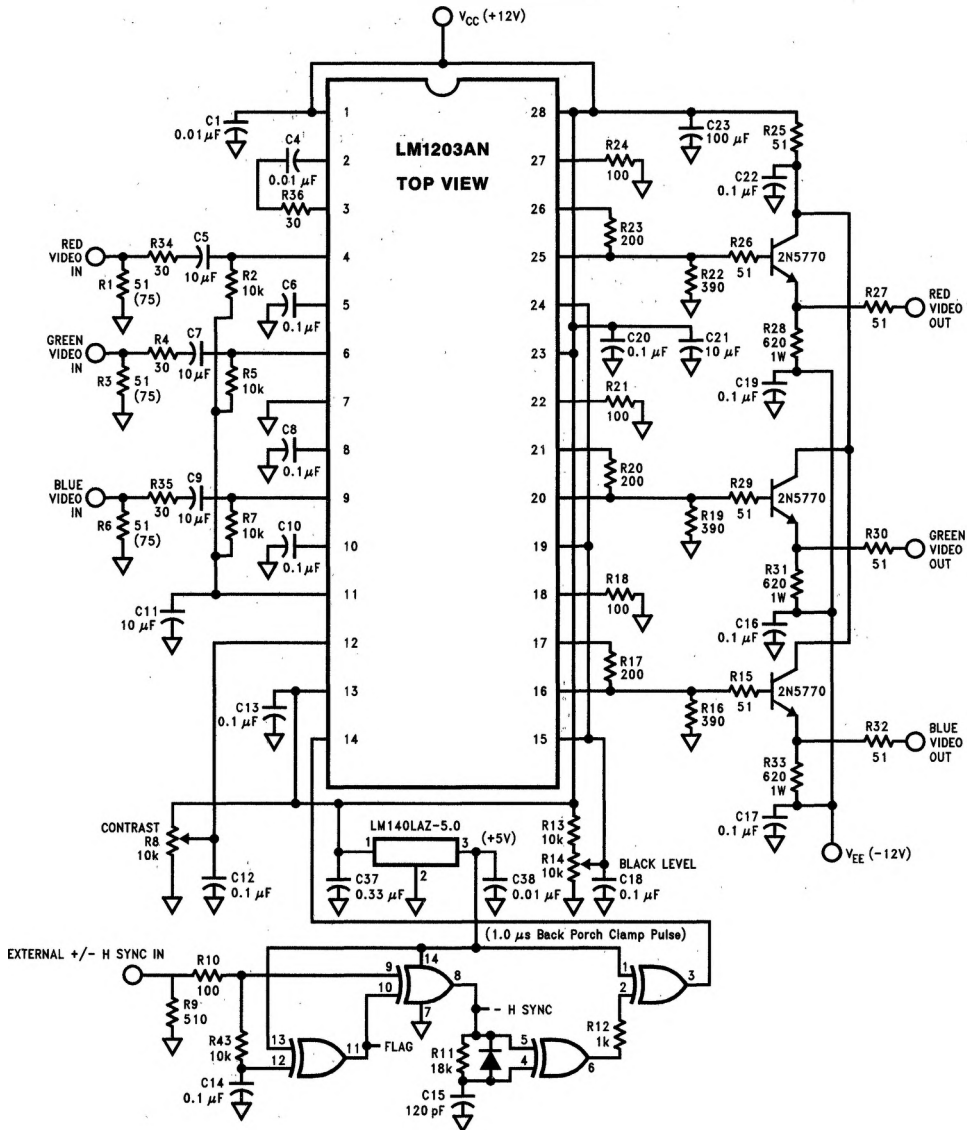 VCC (+12V)
C1
0.01 μF
C4
0.01 μF
R36
30
LM1203AN
TOP VIEW
1
2
3
4
5
6
7
8
9
10
11
12
13
14
28
27
26
25
24
23
22
21
20
19
18
17
16
15
RED
VIDEO
IN
R1
51
(75)
R34
30
C5
10 μF
R2
10k
C6
0.1 μF
GREEN
VIDEO
IN
R3
51
(75)
R4
30
C7
10 μF
R5
10k
C8
0.1 μF
BLUE
VIDEO
IN
R6
51
(75)
R35
30
C9
10 μF
R7
10k
C10
0.1 μF
C11
10 μF
C13
0.1 μF
R24
100
C23
100 μF
R25
51
C22
0.1 μF
R23
200
R26
51
2N5770
R22
390
R27
51
RED
VIDEO
OUT
C20
0.1 μF
C21
10 μF
R28
620
1W
C19
0.1 μF
R21
100
R20
200
R29
51
2N5770
R19
390
R30
51
GREEN
VIDEO
OUT
R31
620
1W
C16
0.1 μF
R18
100
R17
200
R15
51
2N5770
R16
390
R32
51
BLUE
VIDEO
OUT
R33
620
1W
C17
0.1 μF
VEE (-12V)
CONTRAST
R8
10k
C12
0.1 μF
LM140LAZ-5.0
1
2
3
(+5V)
C37
0.33 μF
C38
0.01 μF
R13
10k
R14
10k
BLACK LEVEL
C18
0.1 μF
(1.0 μs Back Porch Clamp Pulse)
EXTERNAL +/- H SYNC IN
R10
100
R9
510
R43
10k
C14
0.1 μF
13
12
11
FLAG
9
10
14
7
8
- H SYNC
R11
18k
C15
120 pF
5
4
6
R12
1k
1
2
3